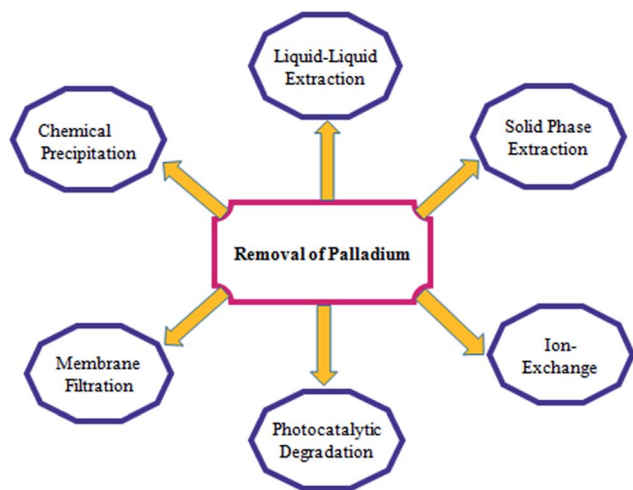 Liquid-Liquid
Extraction
Chemical
Precipitation
Solid Phase
Extraction
Removal of Palladium
Membrane
Filtration
Ion-
Exchange
Photocatalytic
Degradation